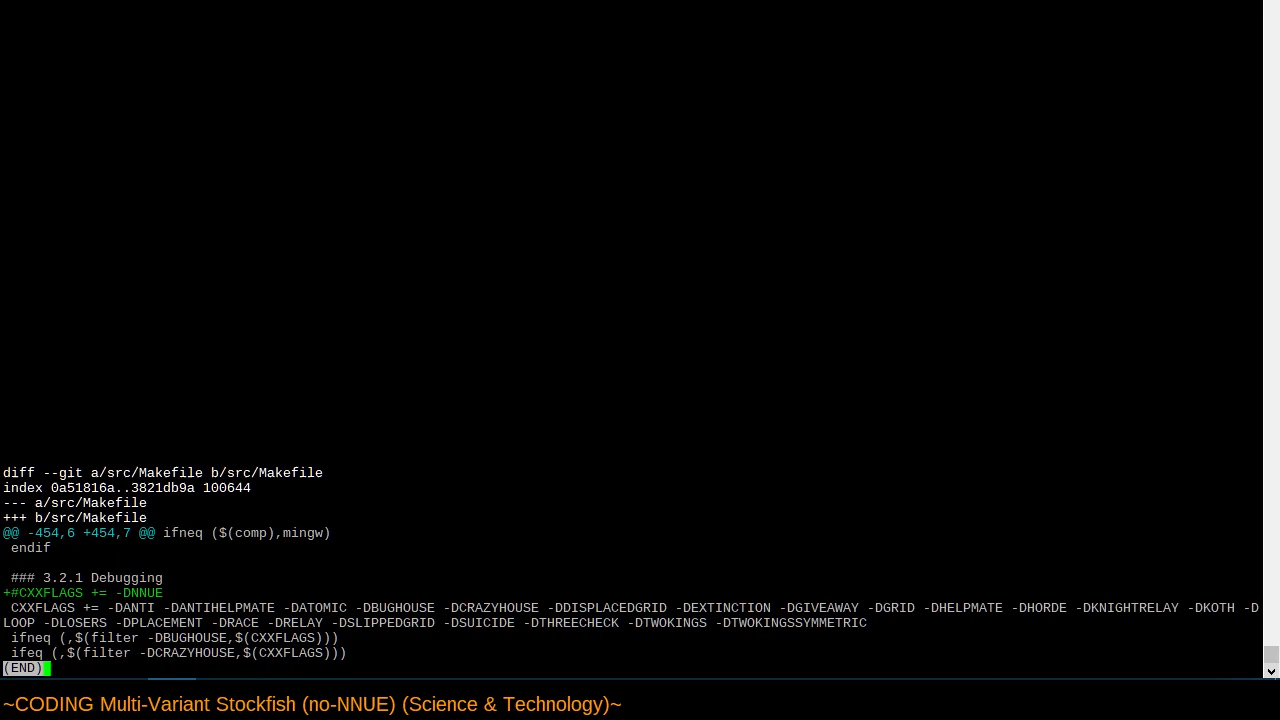 diff --git a/src/Makefile b/src/Makefile
index 0a51816a..3821db9a 100644
--- a/src/Makefile
+++ b/src/Makefile
@@ -454,6 +454,7 @@ ifneq ($(comp),mingw)
 endif
 ### 3.2.1 Debugging
+#CXXFLAGS += -DNNUE
 CXXFLAGS += -DANTI -DANTIHELPMATE -DATOMIC -DBUGHOUSE -DCRAZYHOUSE -DDISPLACEDGRID -DEXTINCTION -DGIVEAWAY -DGRID -DHELPMATE -DHORDE -DKNIGHTRELAY -DKOTH -D
LOOP -DLOSERS -DPLACEMENT -DRACE -DRELAY -DSLIPPEDGRID -DSUICIDE -DTHREECHECK -DTWOKINGS -DTWOKINGSSYMMETRIC
 ifneq (,$(filter -DBUGHOUSE,$(CXXFLAGS)))
 ifeq (,$(filter -DCRAZYHOUSE,$(CXXFLAGS)))
(END)
~CODING Multi-Variant Stockfish (no-NNUE) (Science & Technology)~